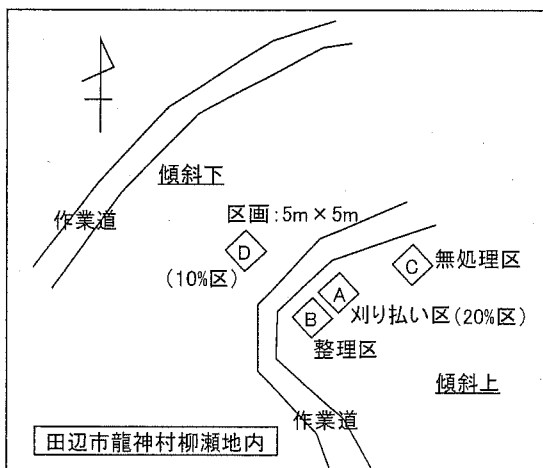 傾斜下
作業道
区画:5m×5m
D
(10%区)
C
無処理区
A
刈り払い区(20%区)
B
整理区
傾斜上
作業道
田辺市龍神村柳瀬地内